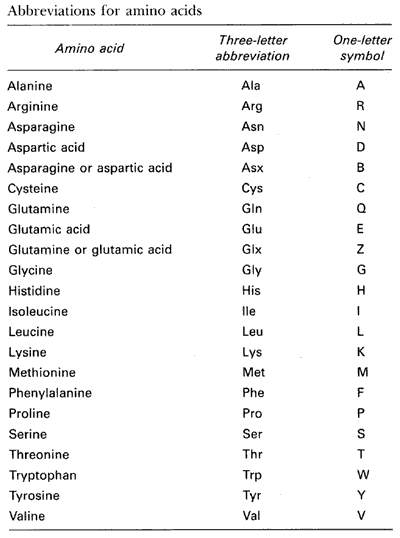 Abbreviations for amino acids
Amino acid Three-letter abbreviation One-letter symbol
Alanine Ala A
Arginine Arg R
Asparagine Asn N
Aspartic acid Asp D
Asparagine or aspartic acid Asx B
Cysteine Cys C
Glutamine Gln Q
Glutamic acid Glu E
Glutamine or glutamic acid Glx Z
Glycine Gly G
Histidine His H
Isoleucine Ile I
Leucine Leu L
Lysine Lys K
Methionine Met M
Phenylalanine Phe F
Proline Pro P
Serine Ser S
Threonine Thr T
Tryptophan Trp W
Tyrosine Tyr Y
Valine Val V